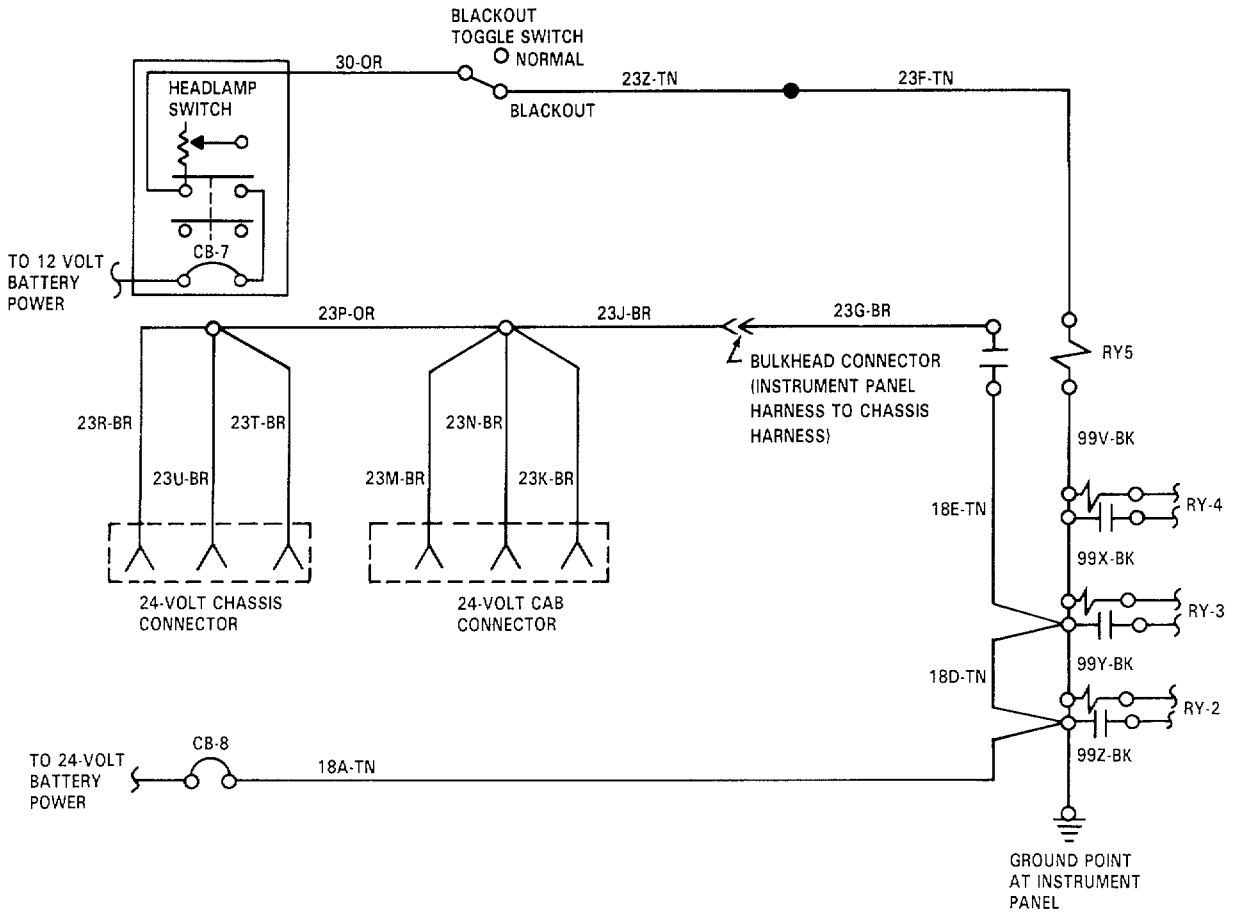 BLACKOUT
TOGGLE SWITCH
NORMAL
30-OR
23Z-TN
23F-TN
BLACKOUT
HEADLAMP
SWITCH
CB-7
TO 12 VOLT
BATTERY
POWER
23P-OR
23J-BR
23G-BR
RY5
BULKHEAD CONNECTOR
(INSTRUMENT PANEL
HARNESS TO CHASSIS
HARNESS)
23R-BR
23T-BR
23N-BR
99V-BK
23U-BR
23M-BR
23K-BR
18E-TN
RY-4
99X-BK
24-VOLT CHASSIS
CONNECTOR
24-VOLT CAB
CONNECTOR
RY-3
99Y-BK
18D-TN
RY-2
CB-8
99Z-BK
TO 24-VOLT
BATTERY
POWER
18A-TN
GROUND POINT
AT INSTRUMENT
PANEL